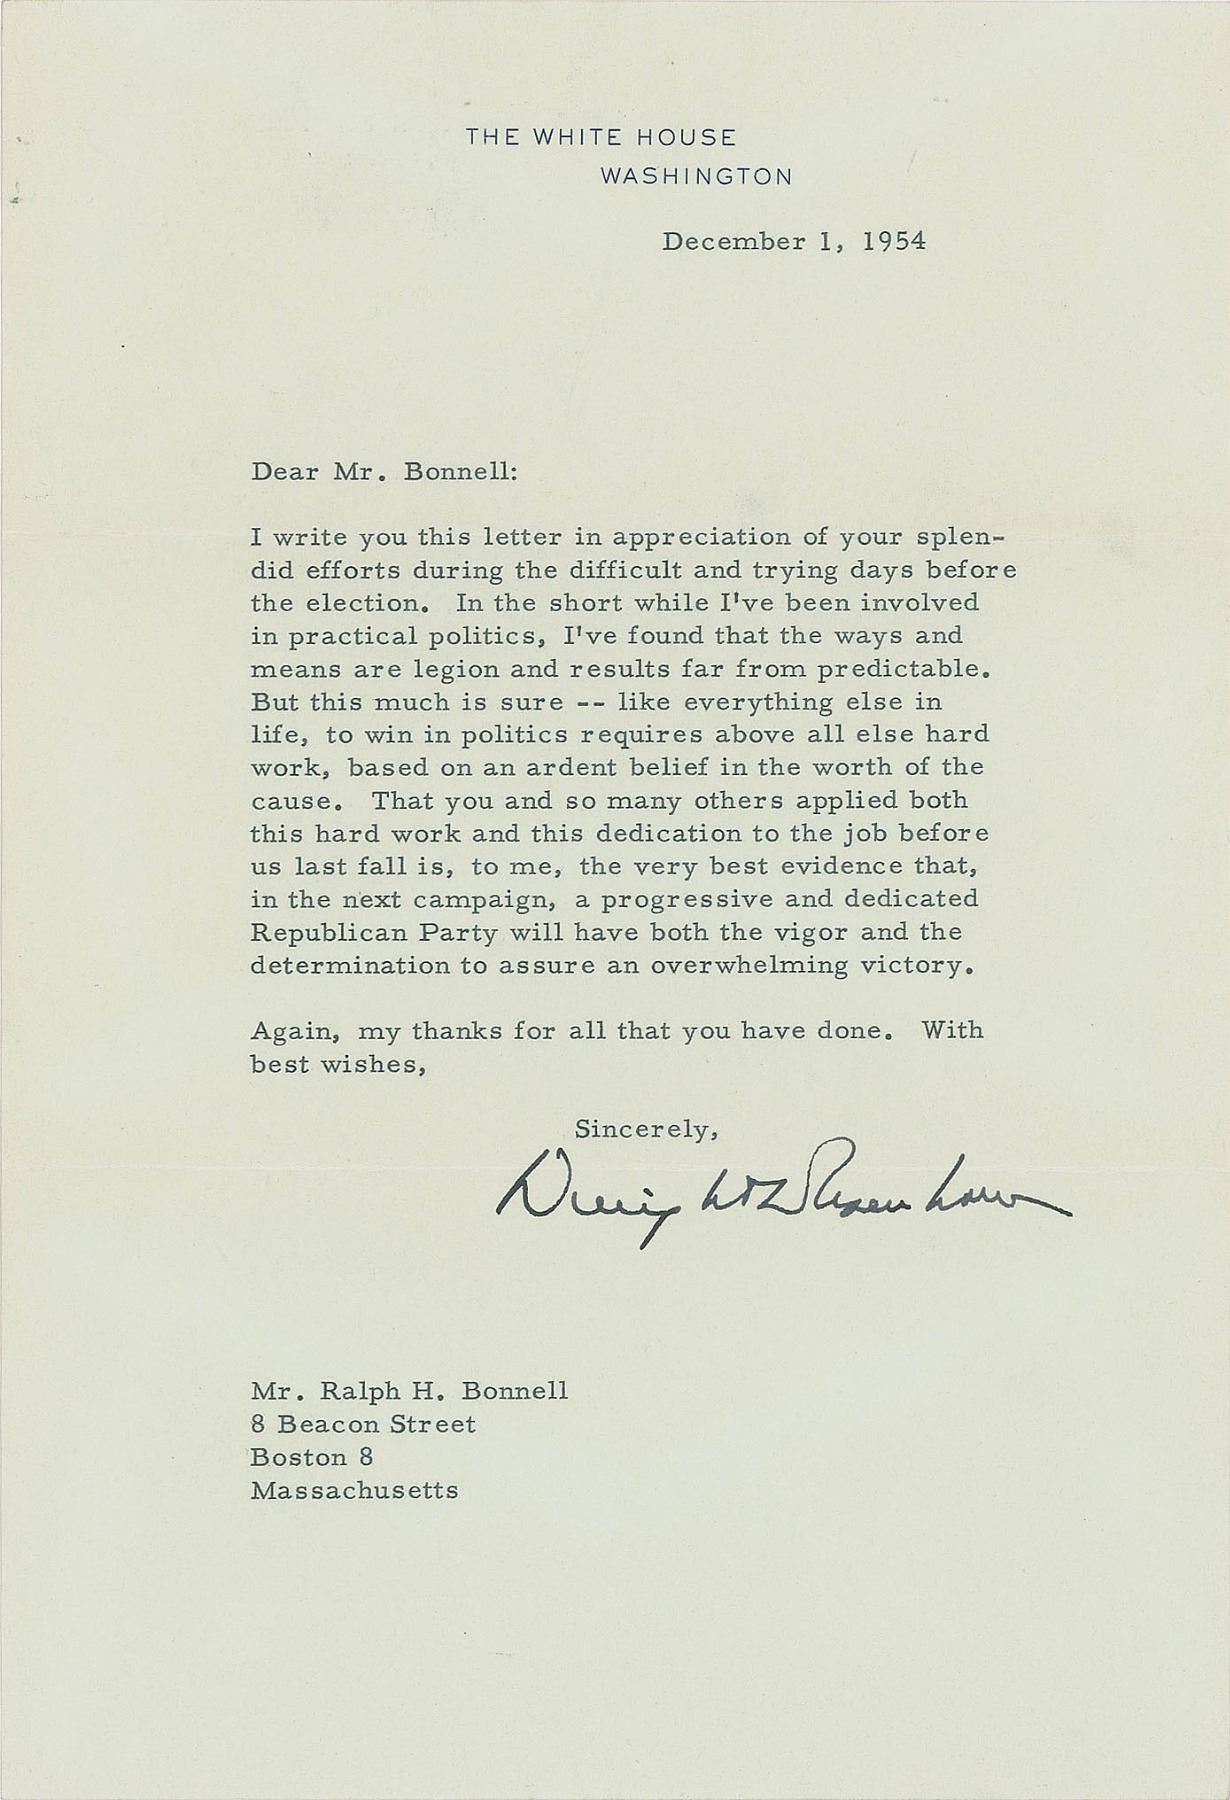 THE WHITE HOUSE
WASHINGTON
December 1, 1954
Dear Mr. Bonnell:
I write you this letter in appreciation of your splen-
did efforts during the difficult and trying days before
the election. In the short while I've been involved
in practical politics, I've found that the ways and
means are legion and results far from predictable.
But this much is sure -- like everything else in
life, to win in politics requires above all else hard
work, based on an ardent belief in the worth of the
cause. That you and so many others applied both
this hard work and this dedication to the job before
us last fall is, to me, the very best evidence that,
in the next campaign, a progressive and dedicated
Republican Party will have both the vigor and the
determination to assure an overwhelming victory.
Again, my thanks for all that you have done. With
best wishes,
Sincerely,
Dwight D Eisenhower
Mr. Ralph H. Bonnell
8 Beacon Street
Boston 8
Massachusetts